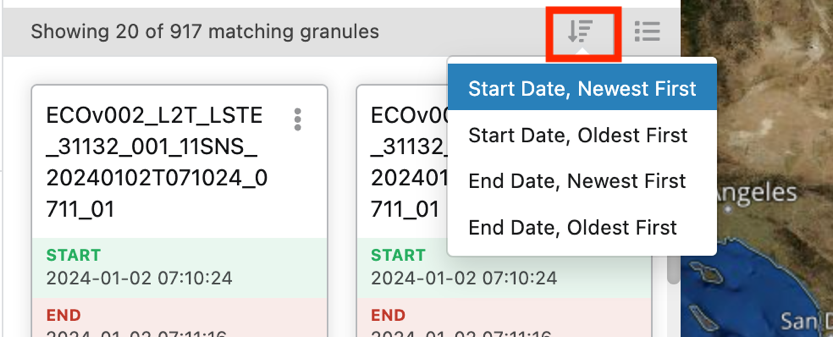 Showing 20 of 917 matching granules
Start Date, Newest First
Start Date, Oldest First
End Date, Newest First
End Date, Oldest First
ECOv002_L2T_LSTE
_31132_001_11SNS_
20240102T071024_0
711_01
START
2024-01-02 07:10:24
END
2024-01-02 07:11:16
ECOv00
_31132_
202401
711_01
START
2024-01-02 07:10:24
END
2024-01-02 07:11:16
Angeles
San D